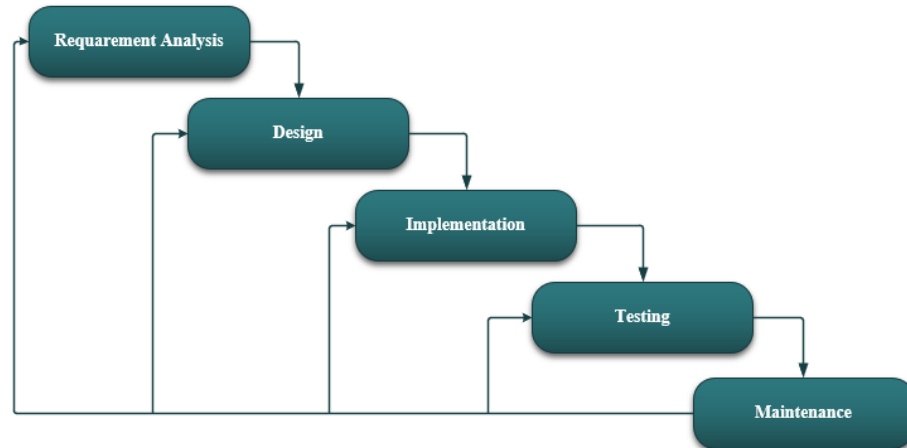 Requarement Analysis
Design
Implementation
Testing
Maintenance